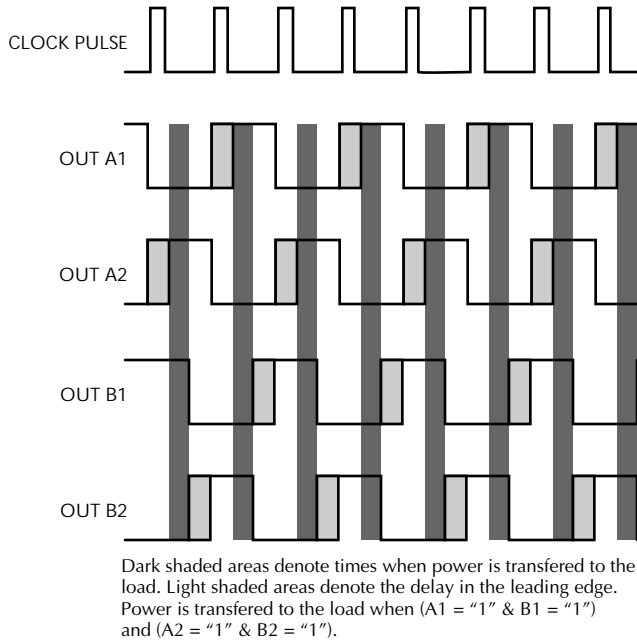 CLOCK PULSE
OUT A1
OUT A2
OUT B1
OUT B2
Dark shaded areas denote times when power is transfered to the
load. Light shaded areas denote the delay in the leading edge.
Power is transfered to the load when (A1 = “1” & B1 = “1”)
and (A2 = “1” & B2 = “1”).